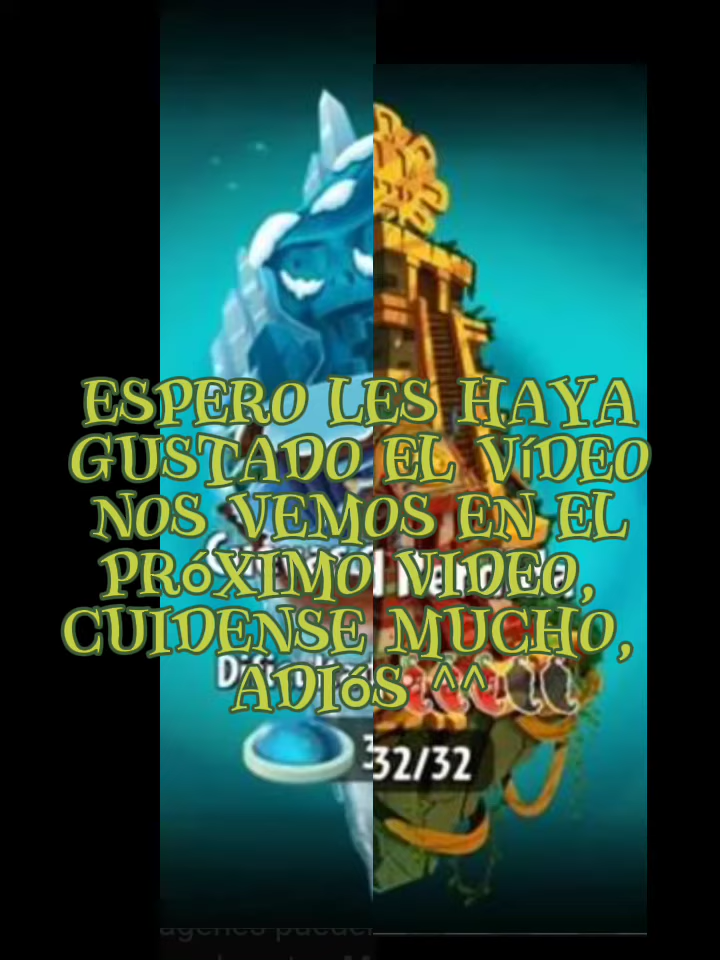 ESPERO LES HAYA
GUSTADO EL VíDEO
NOS VEMOS EN EL
PRóXIMO VIDEO,
CUIDENSE MUCHO,
ADIóS ^^
32/32